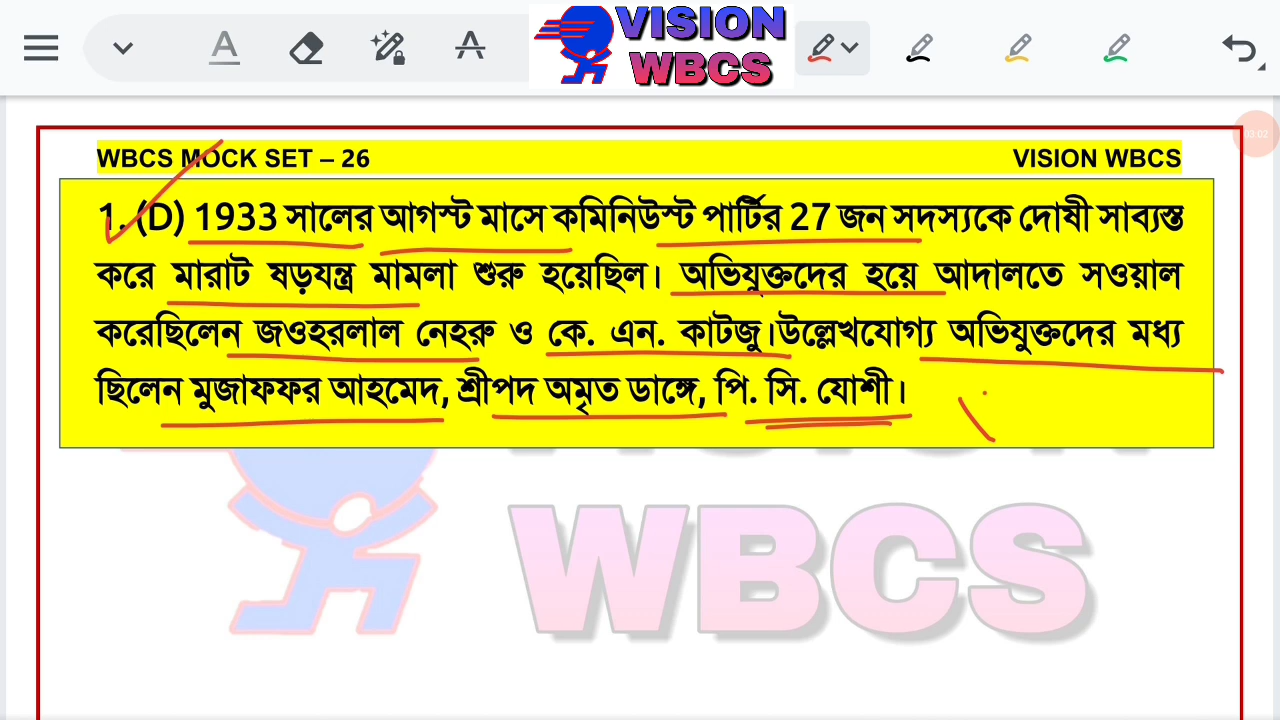 VISION
WBCS
03:02
WBCS MOCK SET – 26 VISION WBCS
1. (D) 1933 সালের আগস্ট মাসে কমিনিউস্ট পার্টির 27 জন সদস্যকে দোষী সাব্যস্ত
করে মারাট ষড়যন্ত্র মামলা শুরু হয়েছিল। অভিযুক্তদের হয়ে আদালতে সওয়াল
করেছিলেন জওহরলাল নেহরু ও কে. এন. কাটজু।উল্লেখযোগ্য অভিযুক্তদের মধ্য
ছিলেন মুজাফফর আহমেদ, শ্রীপদ অমৃত ডাঙ্গে, পি. সি. যোশী।
WBCS